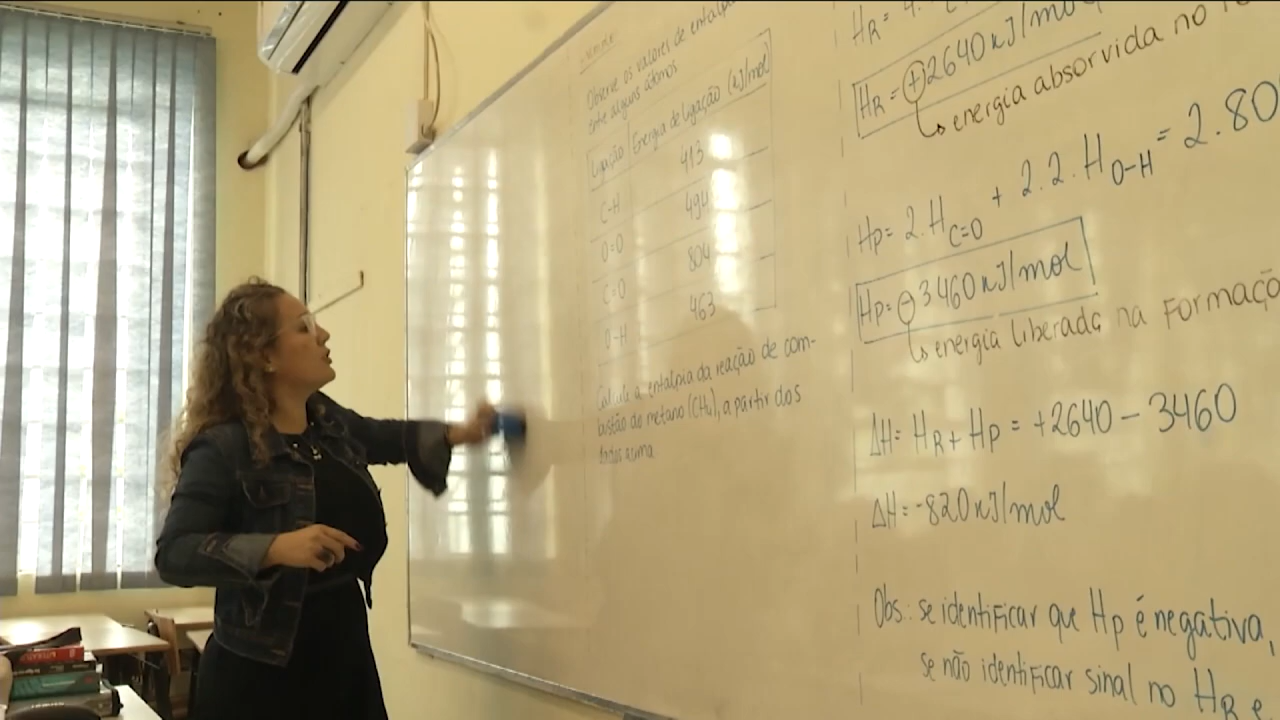 Observe os valores de entalpia
entre alguns átomos
Ligação Energia de ligação (kJ/mol)
C-H 413
O=O 494
C=O 804
O-H 463
Calcule a entalpia da reação de com-
bustão do metano (CH4), a partir dos
dados acima
HR = 4.
HR = +2640 kJ/mol
↳ energia absorvida no
Hp = 2.HC=O + 2.2.HO-H = 2.80
Hp = -3460 kJ/mol
↳ energia liberada na Formaçã
ΔH = HR + Hp = +2640 - 3460
ΔH = -820 kJ/mol
Obs.: se identificar que Hp é negativa,
se não identificar sinal no HR e